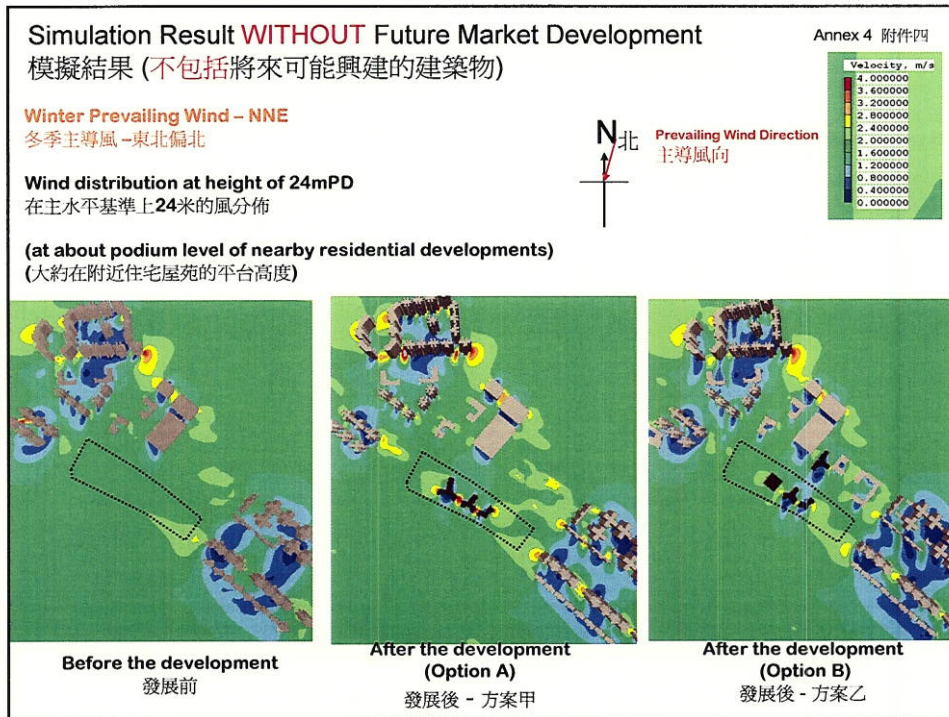 Simulation Result WITHOUT Future Market Development
模擬結果 (不包括將來可能興建的建築物)
Annex 4 附件四
Velocity, m/s
4.000000
3.600000
3.200000
2.800000
2.400000
2.000000
1.600000
1.200000
0.800000
0.400000
0.000000
Winter Prevailing Wind – NNE
冬季主導風 –東北偏北
N北
Prevailing Wind Direction
主導風向
Wind distribution at height of 24mPD
在主水平基準上24米的風分佈
(at about podium level of nearby residential developments)
(大約在附近住宅屋苑的平台高度)
Before the development
發展前
After the development
(Option A)
發展後 - 方案甲
After the development
(Option B)
發展後 - 方案乙